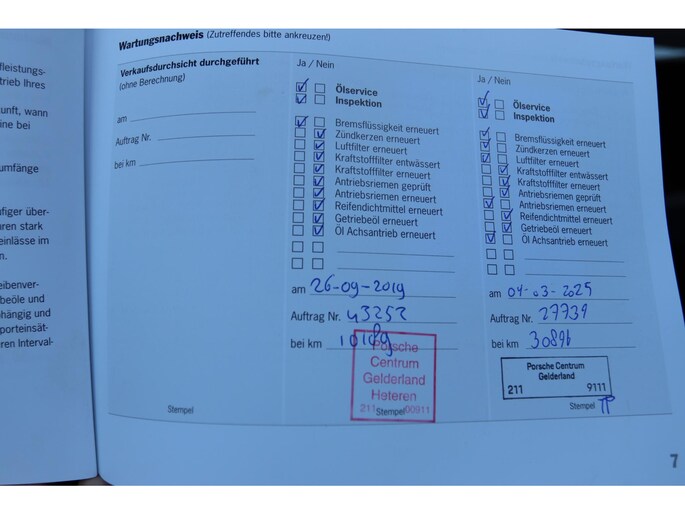 Wartungsnachweis (Zutreffendes bitte ankreuzen!)
fleistungs-
trieb Ihres
unft, wann
ine bei
umfänge
figer über-
ren stark
einlässe im
n.
eibenver-
beöle und
hängig und
porteinsät-
ren Interval-
Verkaufsdurchsicht durchgeführt
(ohne Berechnung)
am
Auftrag Nr.
bei km
Stempel
Ja / Nein
Ölservice
Inspektion
Bremsflüssigkeit erneuert
Zündkerzen erneuert
Luftfilter erneuert
Kraftstofffilter entwässert
Kraftstofffilter erneuert
Antriebsriemen geprüft
Antriebsriemen erneuert
Reifendichtmittel erneuert
Getriebeöl erneuert
Öl Achsantrieb erneuert
am 26-09-2019
Auftrag Nr. 43252
bei km
Porsche
Centrum
Gelderland
Heteren
211 Stempel 00911
Ja / Nein
Ölservice
Inspektion
Bremsflüssigkeit erneuert
Zündkerzen erneuert
Luftfilter erneuert
Kraftstofffilter entwässert
Kraftstofffilter erneuert
Antriebsriemen geprüft
Antriebsriemen erneuert
Reifendichtmittel erneuert
Getriebeöl erneuert
Öl Achsantrieb erneuert
am 04-03-2025
Auftrag Nr. 27739
bei km 30896
Porsche Centrum
Gelderland
211 9111
Stempel
7